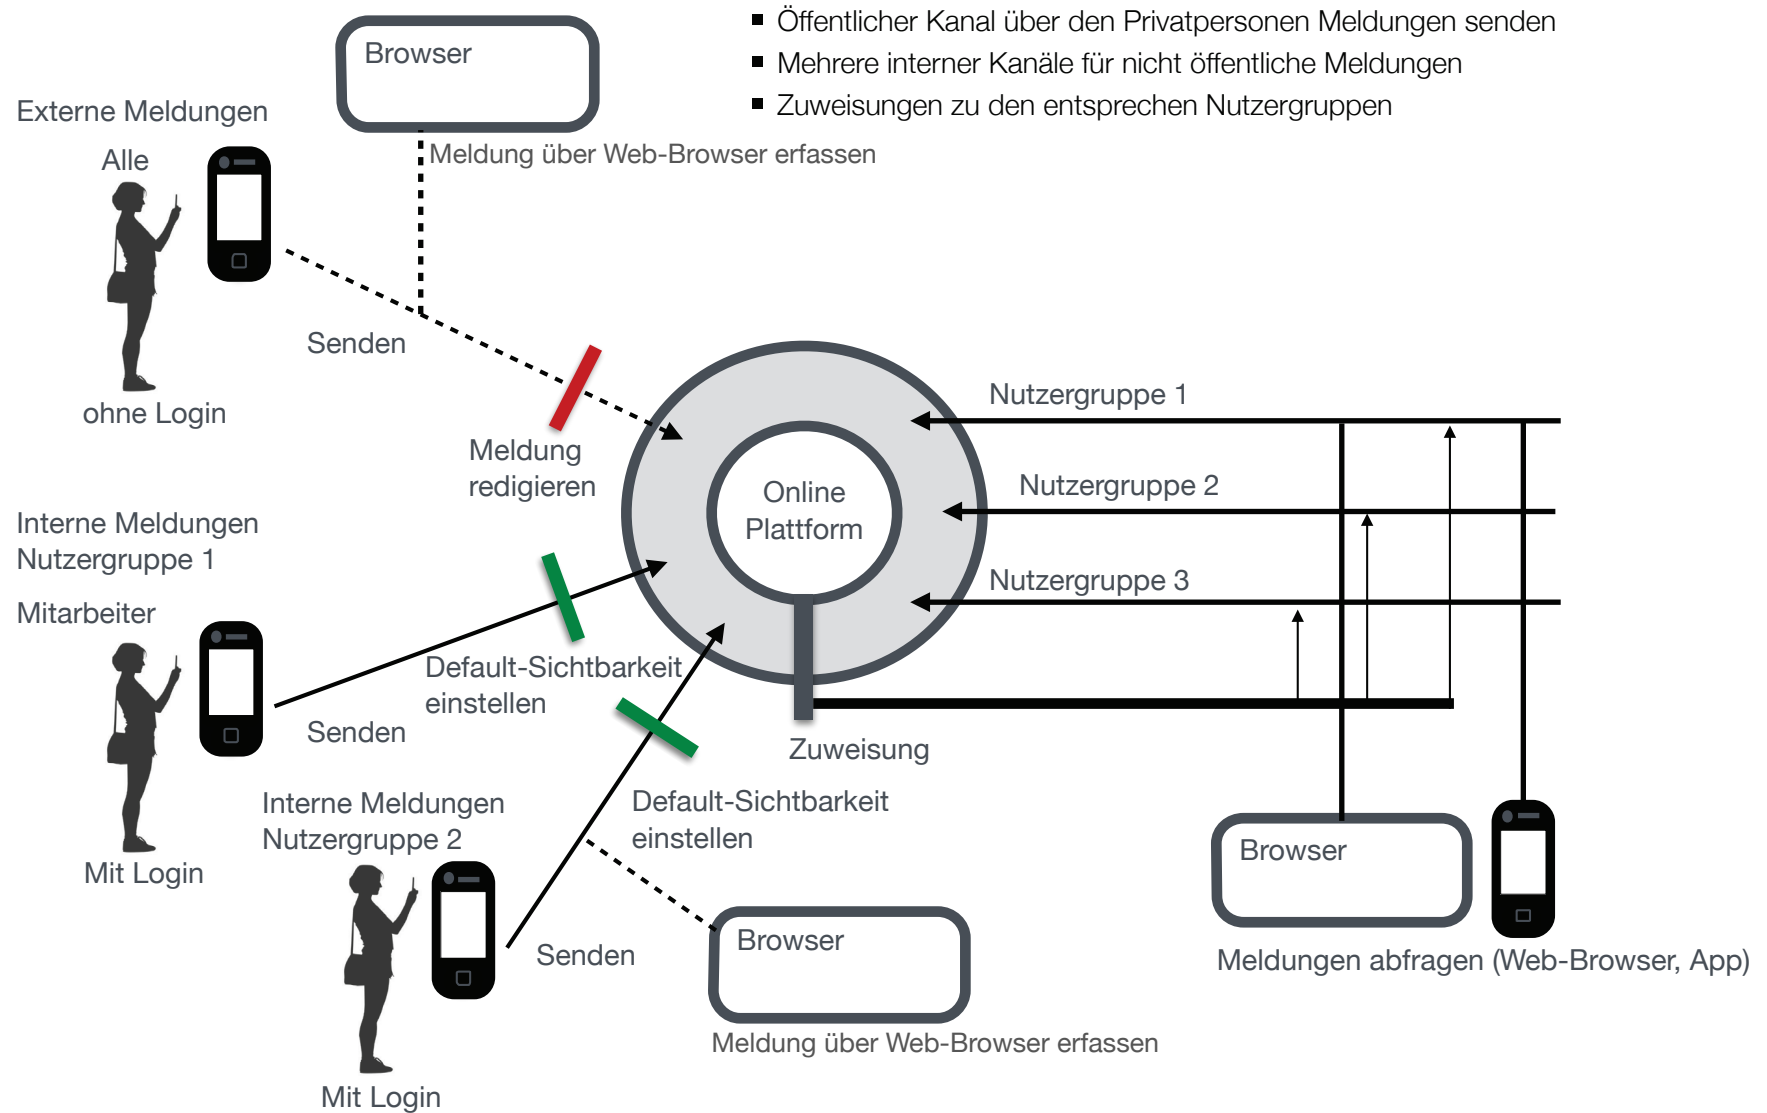 Öffentlicher Kanal über den Privatpersonen Meldungen senden
Mehrere interner Kanäle für nicht öffentliche Meldungen
Zuweisungen zu den entsprechen Nutzergruppen
Browser
Meldung über Web-Browser erfassen
Externe Meldungen
Alle
Senden
ohne Login
Meldung
redigieren
Online
Plattform
Nutzergruppe 1
Nutzergruppe 2
Nutzergruppe 3
Interne Meldungen
Nutzergruppe 1
Mitarbeiter
Default-Sichtbarkeit
einstellen
Senden
Mit Login
Zuweisung
Interne Meldungen
Nutzergruppe 2
Default-Sichtbarkeit
einstellen
Senden
Mit Login
Browser
Meldung über Web-Browser erfassen
Browser
Meldungen abfragen (Web-Browser, App)